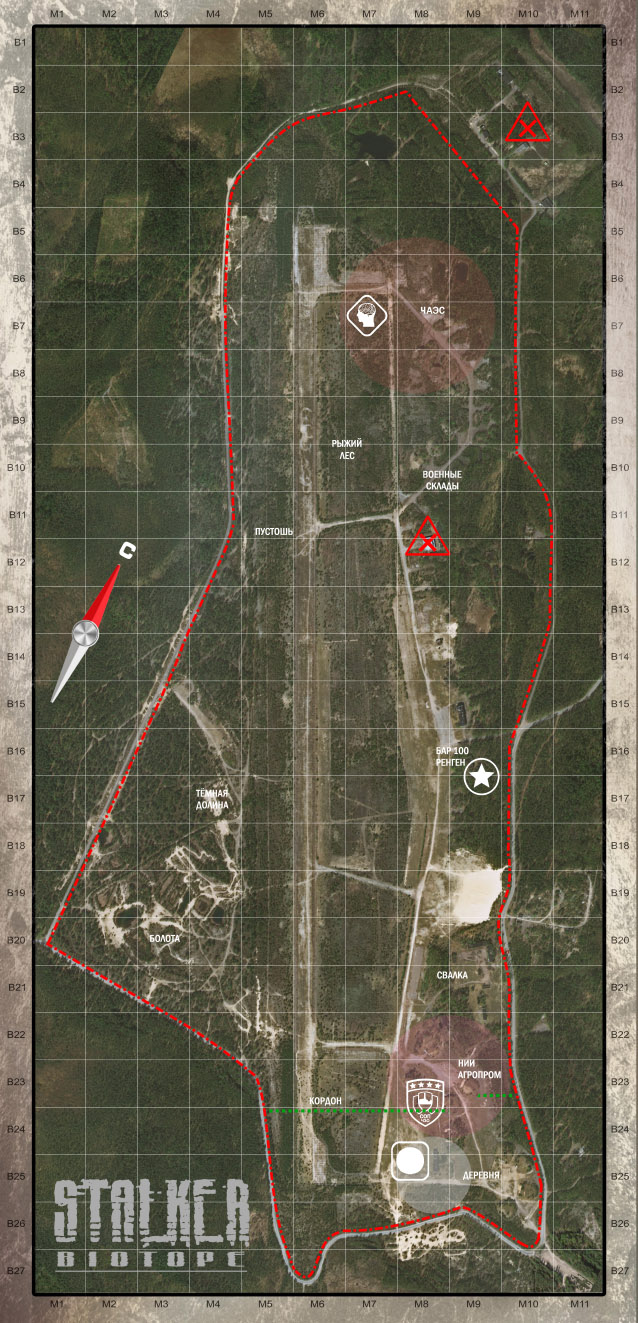 M1 M2 M3 M4 M5 M6 M7 M8 M9 M10 M11
B1 B1
B2 B2
B3 B3
B4 B4
B5 B5
B6 B6
ЧАЭС
B7 B7
B8 B8
B9 B9
РЫЖИЙ
ЛЕС
B10 B10
ВОЕННЫЕ
СКЛАДЫ
B11 B11
ПУСТОШЬ
С
B12 B12
B13 B13
B14 B14
B15 B15
B16 B16
БАР 100
РЕНГЕН
B17 B17
ТЁМНАЯ
ДОЛИНА
B18 B18
B19 B19
B20 B20
БОЛОТА
B21 B21
СВАЛКА
B22 B22
НИИ
АГРОПРОМ
B23 B23
КОРДОН
B24 B24
B25 B25
ДЕРЕВНЯ
STALKER
B26 B26
BIOTOPE
B27 B27
M1 M2 M3 M4 M5 M6 M7 M8 M9 M10 M11